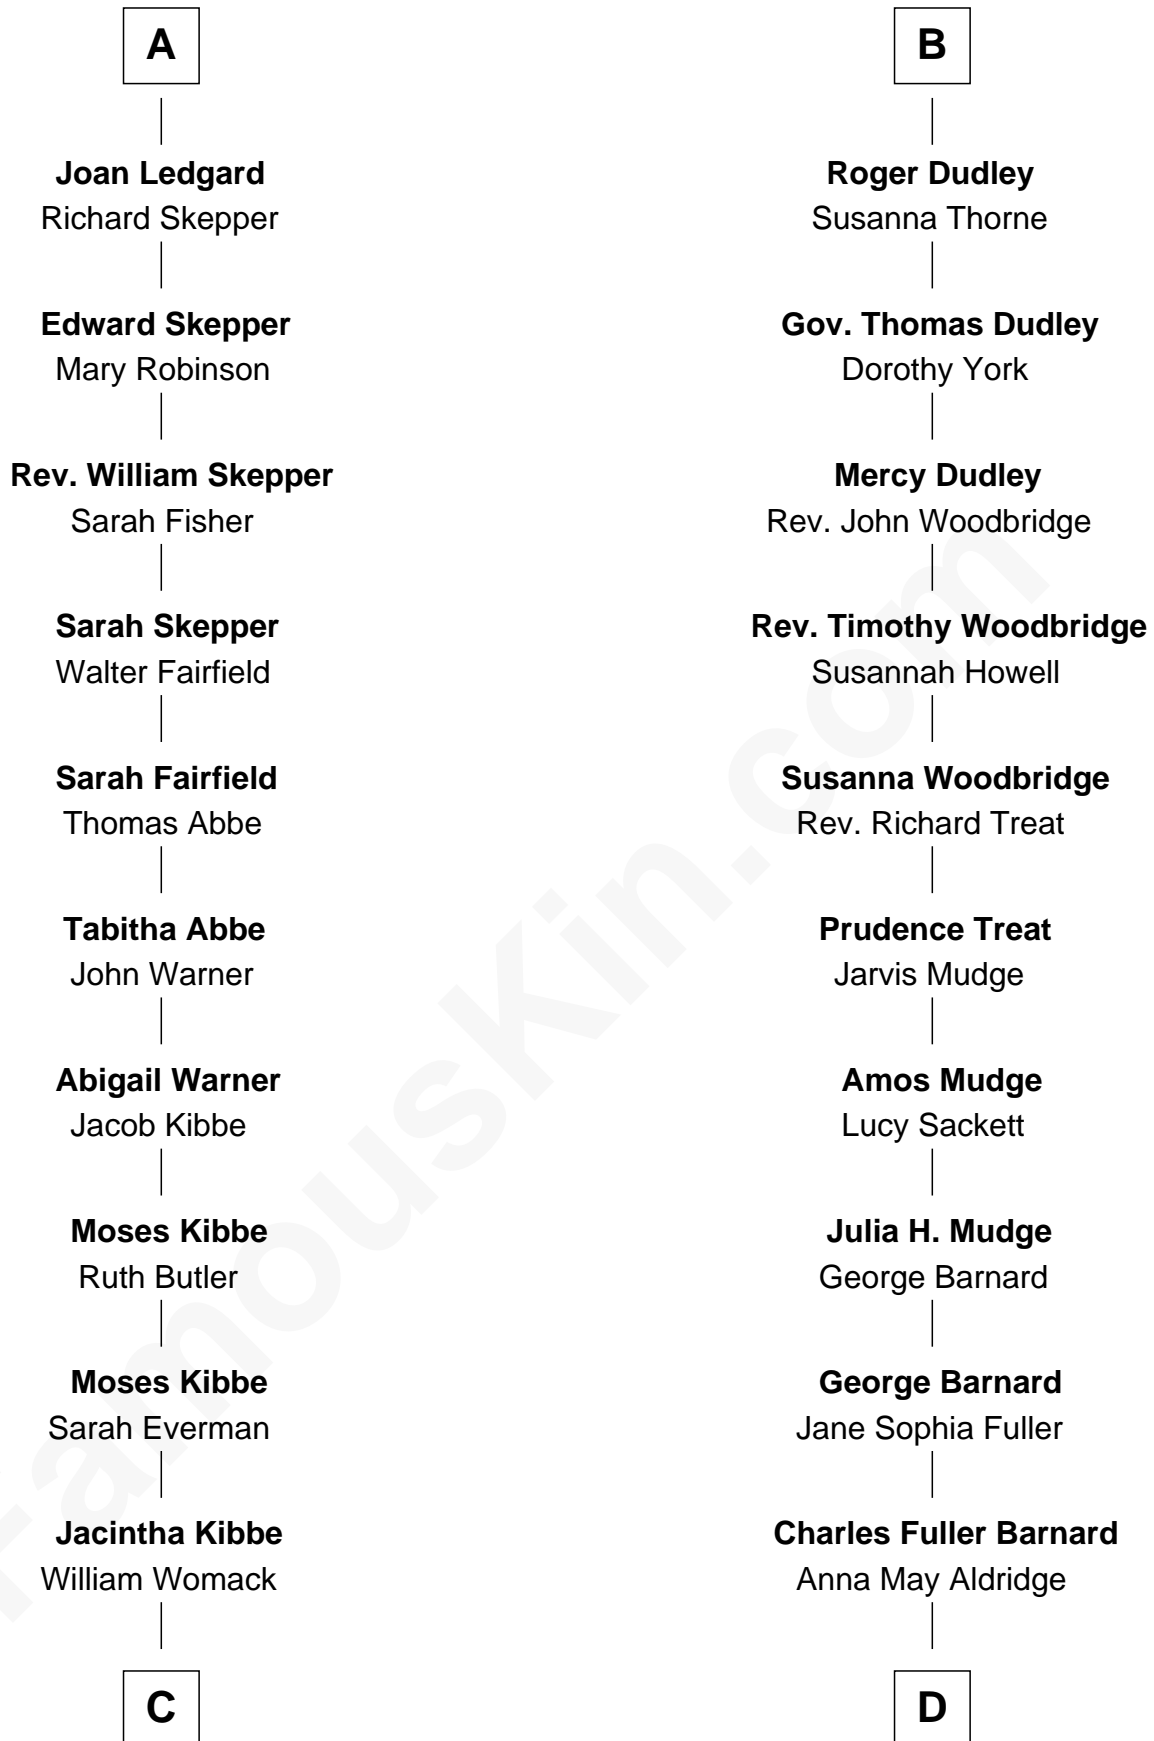 A
Joan Ledgard
Richard Skepper
Edward Skepper
Mary Robinson
Rev. William Skepper
Sarah Fisher
Sarah Skepper
Walter Fairfield
Sarah Fairfield
Thomas Abbe
Tabitha Abbe
John Warner
Abigail Warner
Jacob Kibbe
Moses Kibbe
Ruth Butler
Moses Kibbe
Sarah Everman
Jacintha Kibbe
William Womack
C
B
Roger Dudley
Susanna Thorne
Gov. Thomas Dudley
Dorothy York
Mercy Dudley
Rev. John Woodbridge
Rev. Timothy Woodbridge
Susannah Howell
Susanna Woodbridge
Rev. Richard Treat
Prudence Treat
Jarvis Mudge
Amos Mudge
Lucy Sackett
Julia H. Mudge
George Barnard
George Barnard
Jane Sophia Fuller
Charles Fuller Barnard
Anna May Aldridge
D
FamousKin.com